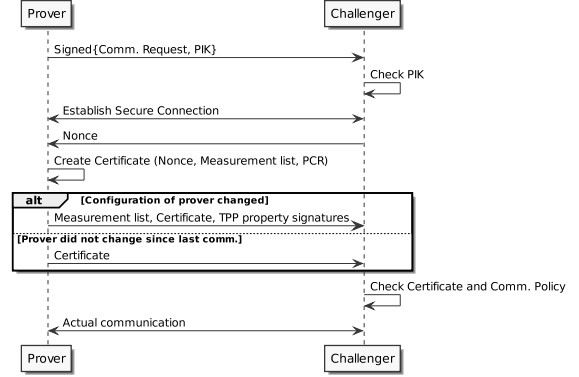 Prover Challenger
Signed{Comm. Request, PIK}
Check PIK
Establish Secure Connection
Nonce
Create Certificate (Nonce, Measurement list, PCR)
alt [Configuration of prover changed]
Measurement list, Certificate, TPP property signatures
[Prover did not change since last comm.]
Certificate
Check Certificate and Comm. Policy
Actual communication
Prover Challenger